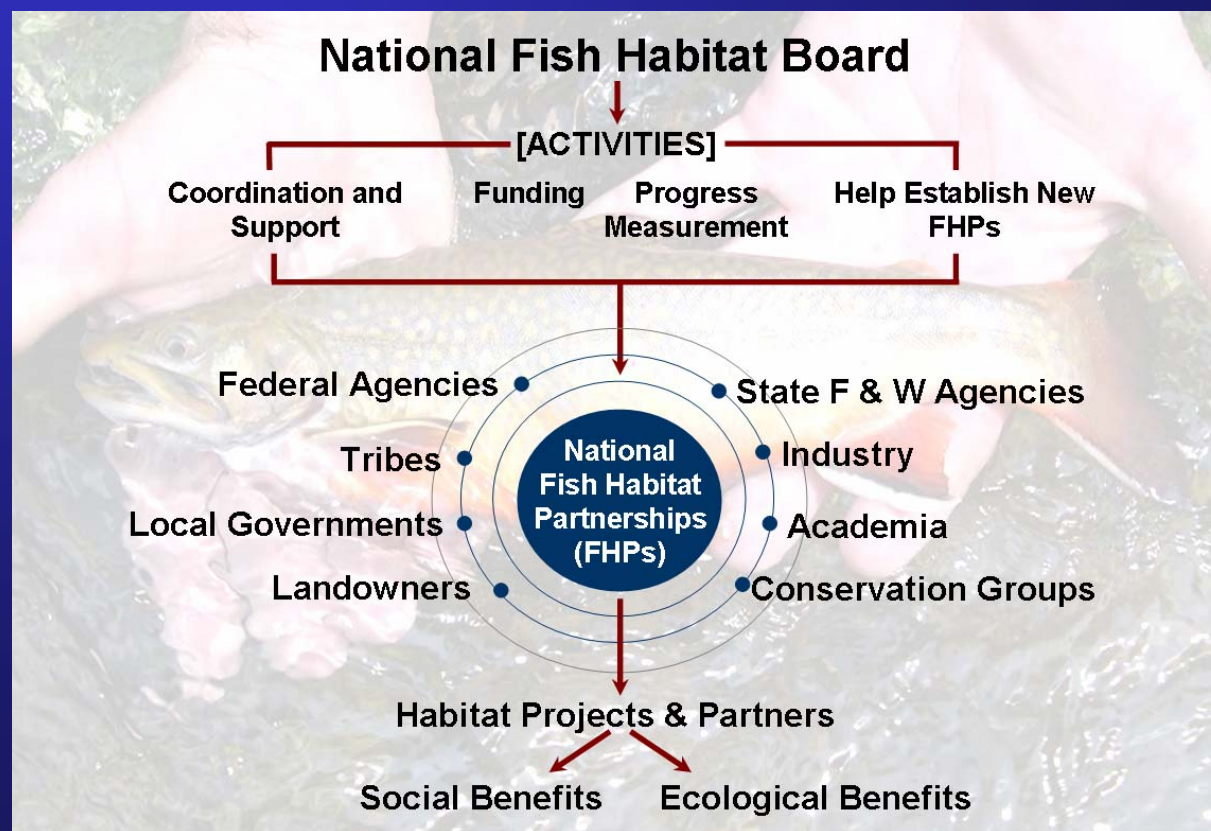 National Fish Habitat Board
[ACTIVITIES]
Coordination and
Support
Funding
Progress
Measurement
Help Establish New
FHPs
Federal Agencies
State F & W Agencies
Tribes
Industry
Local Governments
Academia
Landowners
Conservation Groups
National
Fish Habitat
Partnerships
(FHPs)
Habitat Projects & Partners
Social Benefits
Ecological Benefits